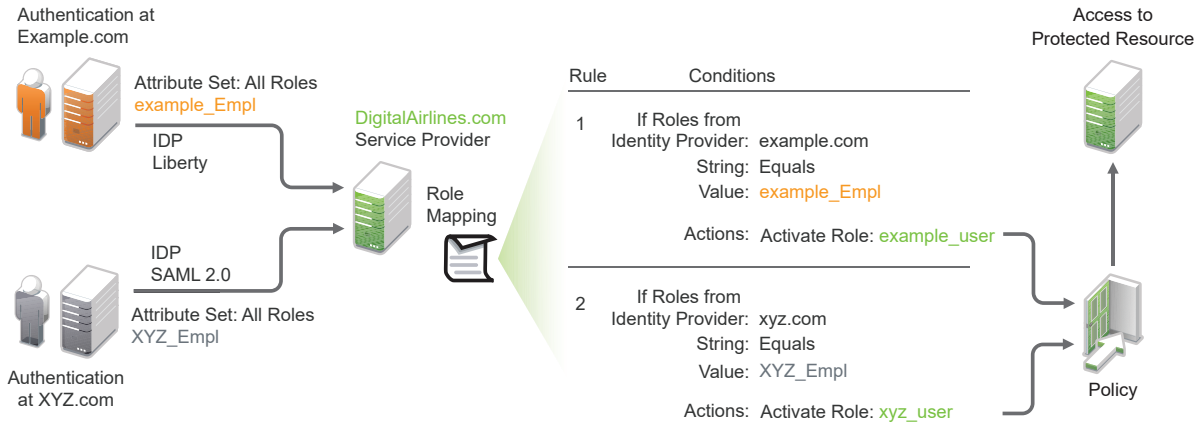 Authentication at
Example.com
Attribute Set: All Roles
example_Empl
IDP
Liberty
DigitalAirlines.com
Service Provider
Role
Mapping
IDP
SAML 2.0
Attribute Set: All Roles
XYZ_Empl
Authentication
at XYZ.com
Rule Conditions
1 If Roles from
Identity Provider: example.com
String: Equals
Value: example_Empl
Actions: Activate Role: example_user
2 If Roles from
Identity Provider: xyz.com
String: Equals
Value: XYZ_Empl
Actions: Activate Role: xyz_user
Access to
Protected Resource
Policy